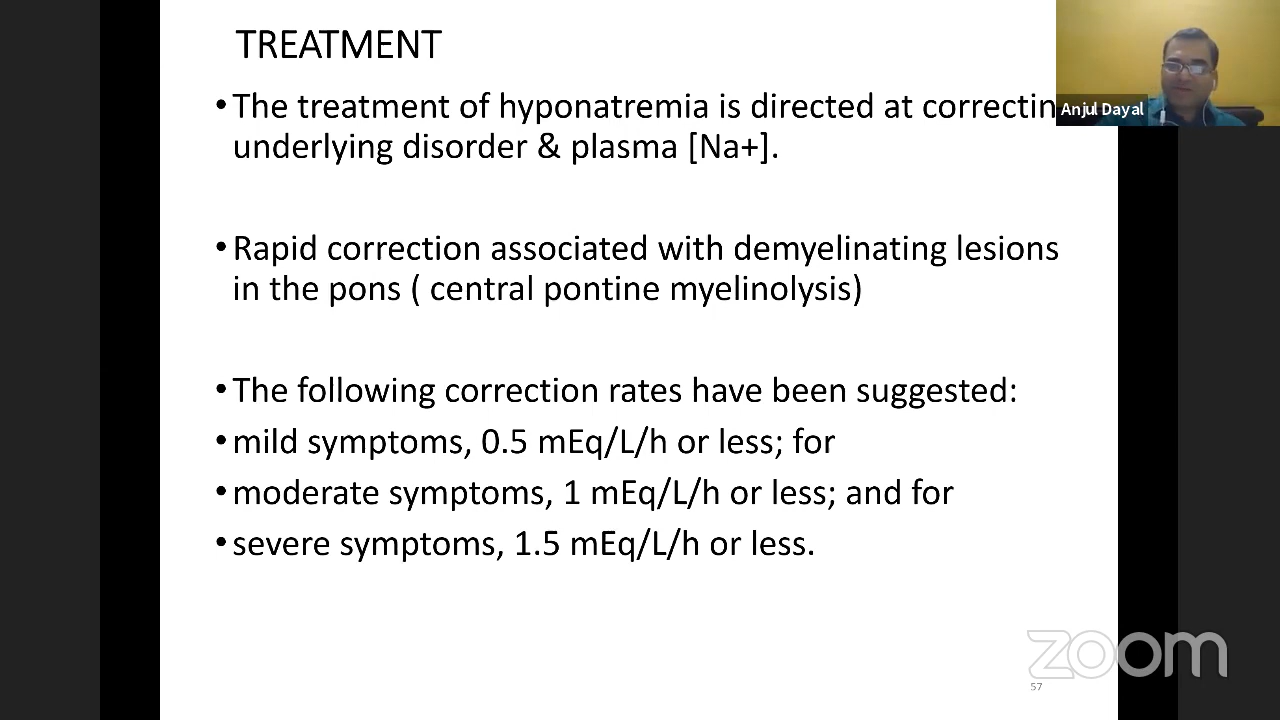 TREATMENT
•The treatment of hyponatremia is directed at correctin
underlying disorder & plasma [Na+].
•Rapid correction associated with demyelinating lesions
in the pons ( central pontine myelinolysis)
•The following correction rates have been suggested:
•mild symptoms, 0.5 mEq/L/h or less; for
•moderate symptoms, 1 mEq/L/h or less; and for
•severe symptoms, 1.5 mEq/L/h or less.
Anjul Dayal
zoom
57